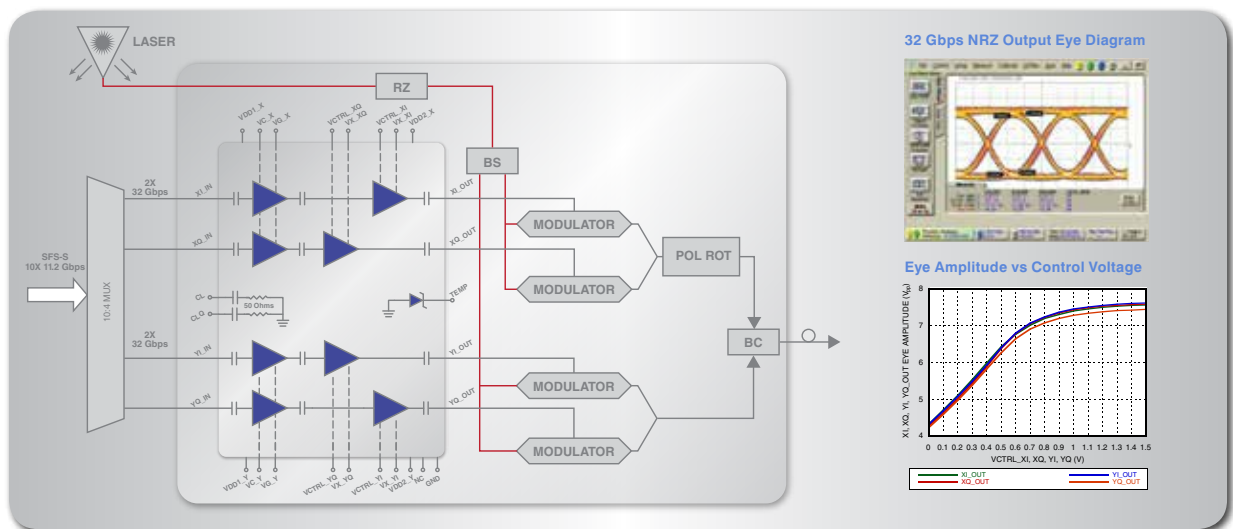 LASER
RZ
VDD1_X
VC_X
VG_X
VCTRL_XQ
VX_XQ
VCTRL_XI
VX_XI
VDD2_X
BS
2X
32 Gbps
XI_IN
XI_OUT
MODULATOR
XQ_IN
XQ_OUT
MODULATOR
POL ROT
SFS-S
10X 11.2 Gbps
10:4 MUX
CL
50 Ohms
CLQ
TEMP
BC
2X
32 Gbps
YI_IN
YI_OUT
MODULATOR
YQ_IN
YQ_OUT
MODULATOR
VDD1_Y
VC_Y
VG_Y
VCTRL_YQ
VX_YQ
VCTRL_YI
VX_YI
VDD2_Y
NC
GND
32 Gbps NRZ Output Eye Diagram
Eye Amplitude vs Control Voltage
XI, XQ, YI, YQ_OUT EYE AMPLITUDE (Vpp)
8
7
6
5
4
0 0.1 0.2 0.3 0.4 0.5 0.6 0.7 0.8 0.9 1 1.1 1.2 1.3 1.4 1.5
VCTRL_XI, XQ, YI, YQ (V)
XI_OUT YI_OUT
XQ_OUT YQ_OUT